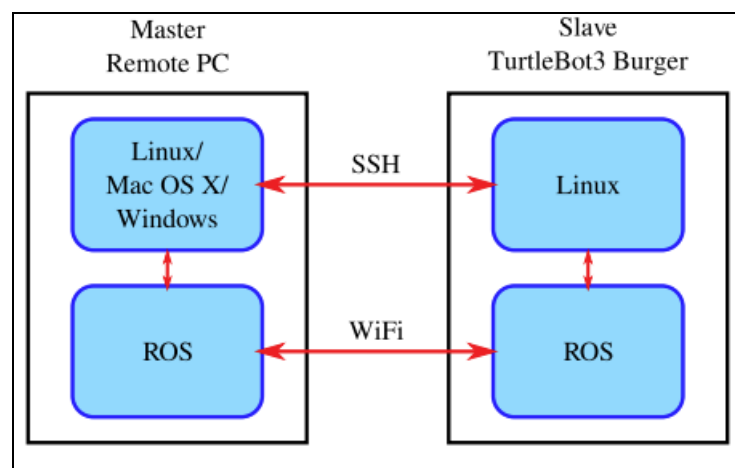 Master
Remote PC
Slave
TurtleBot3 Burger
Linux/
Mac OS X/
Windows
SSH
Linux
ROS
WiFi
ROS